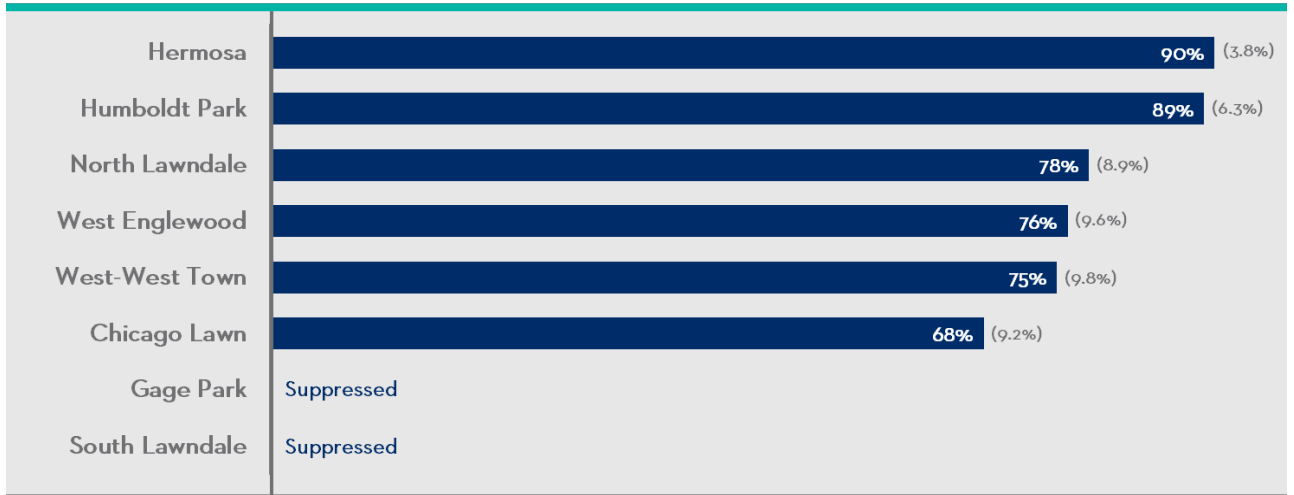 Hermosa 90% (3.8%)
Humboldt Park 89% (6.3%)
North Lawndale 78% (8.9%)
West Englewood 76% (9.6%)
West-West Town 75% (9.8%)
Chicago Lawn 68% (9.2%)
Gage Park Suppressed
South Lawndale Suppressed